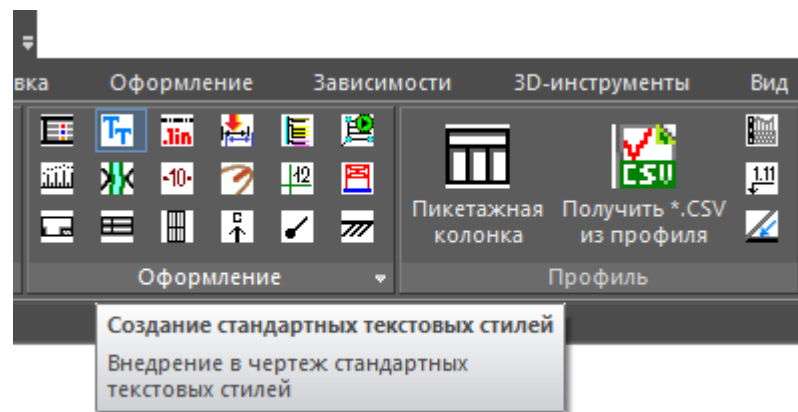 вка Оформление Зависимости 3D-инструменты Вид
.lin
-10- 12 1.11
CSV
Пикетажная Получить *.CSV
колонка из профиля
Оформление Профиль
Создание стандартных текстовых стилей
Внедрение в чертеж стандартных
текстовых стилей